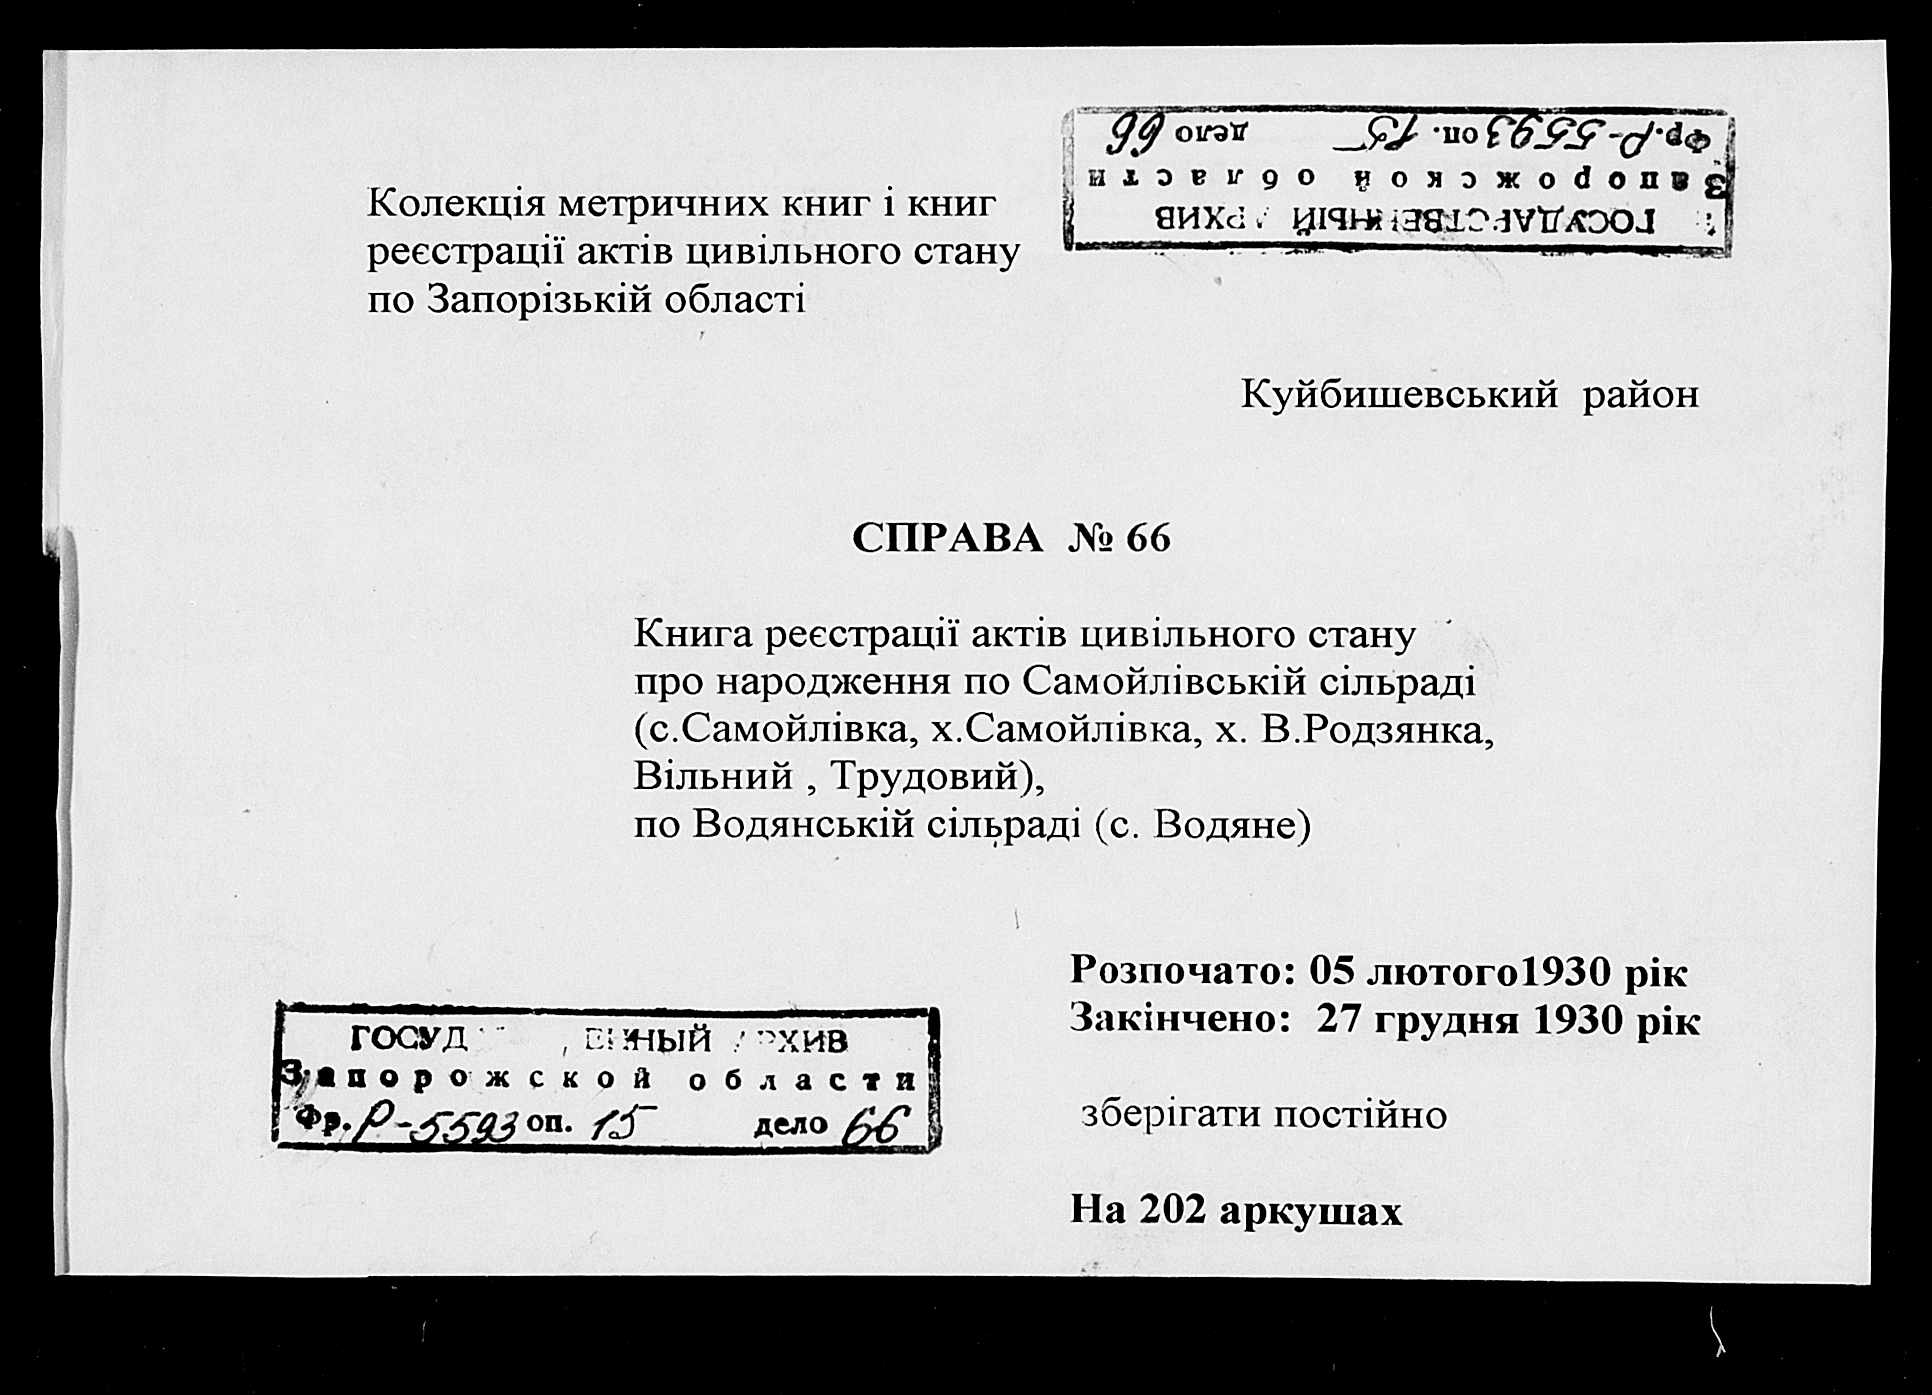 Фр. Р-5593 оп. 15 дело 66
Запорожской области
ГОСУДАРСТВЕННЫЙ АРХИВ
Колекція метричних книг і книг
реєстрації актів цивільного стану
по Запорізькій області
Куйбишевський район
СПРАВА № 66
Книга реєстрації актів цивільного стану
про народження по Самойлівській сільраді
(с.Самойлівка, х.Самойлівка, х. В.Родзянка,
Вільний , Трудовий),
по Водянській сільраді (с. Водяне)
Розпочато: 05 лютого1930 рік
Закінчено: 27 грудня 1930 рік
ГОСУД ЕННЫЙ АРХИВ
Запорожской области
Фр. Р-5593 оп. 15 дело 66
зберігати постійно
На 202 аркушах